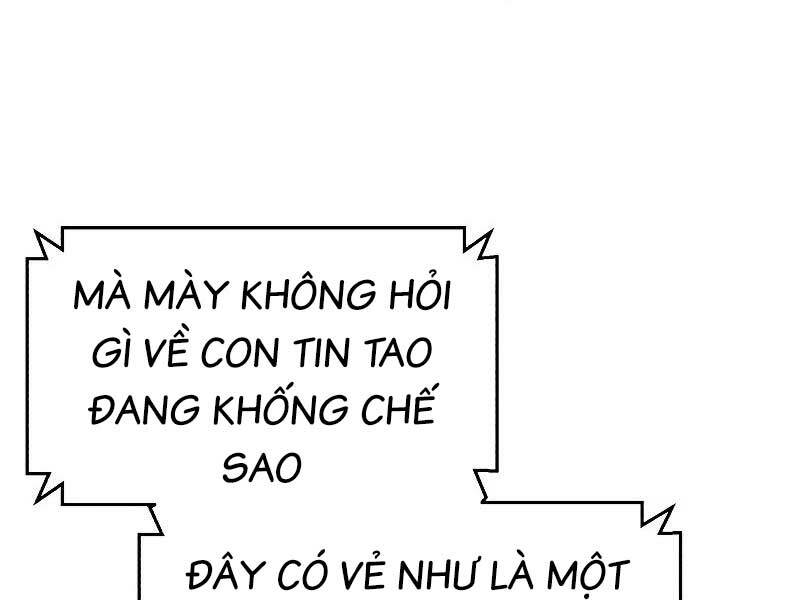 MÀ MÀY KHÔNG HỎI
GÌ VỀ CON TIN TAO
ĐANG KHỐNG CHẾ
SAO
ĐÂY CÓ VẺ NHƯ LÀ MỘT